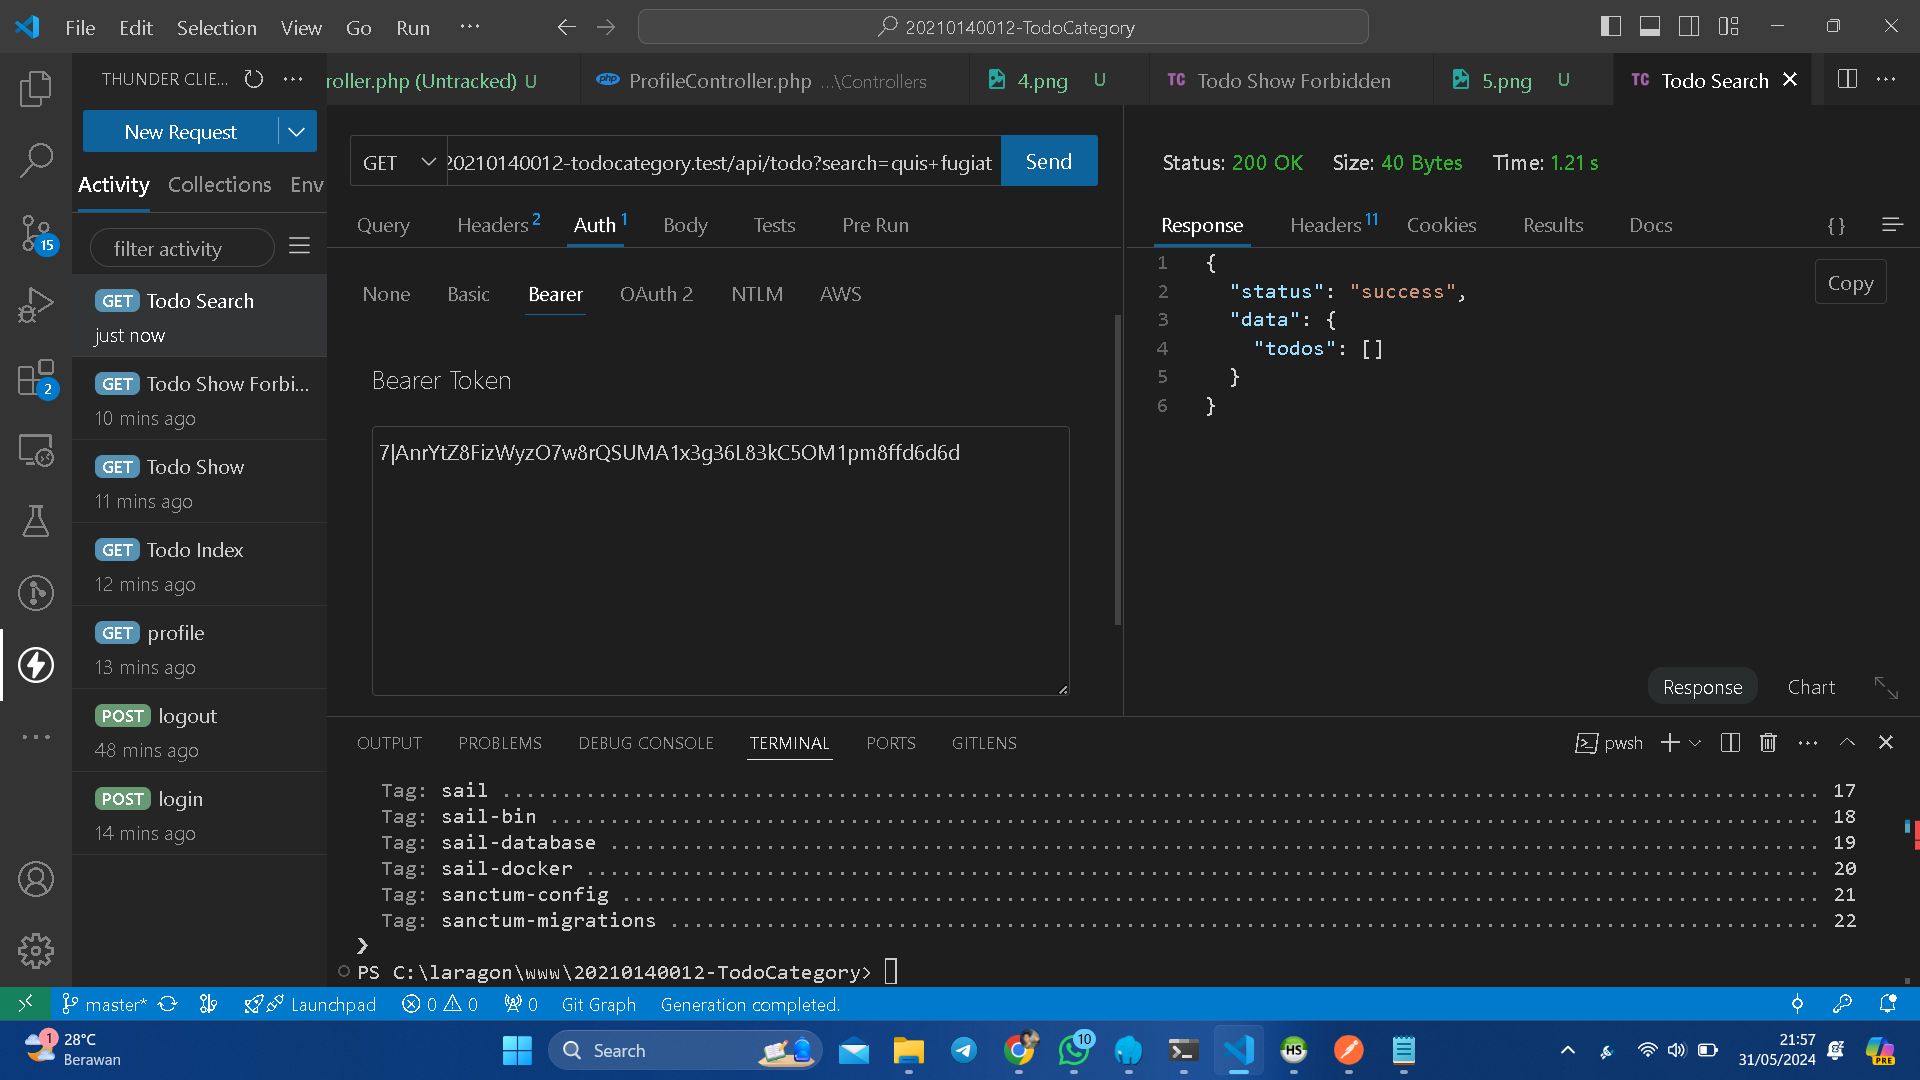 File Edit Selection View Go Run ···
20210140012-TodoCategory
THUNDER CLIE...
roller.php (Untracked) U
ProfileController.php ...\Controllers
4.png U
TC Todo Show Forbidden
5.png U
TC Todo Search
New Request
Activity Collections Env
filter activity
GET Todo Search
just now
GET Todo Show Forbi...
10 mins ago
GET Todo Show
11 mins ago
GET Todo Index
12 mins ago
GET profile
13 mins ago
POST logout
48 mins ago
POST login
14 mins ago
15
2
GET
20210140012-todocategory.test/api/todo?search=quis+fugiat
Send
Query Headers 2 Auth 1 Body Tests Pre Run
None Basic Bearer OAuth 2 NTLM AWS
Bearer Token
7|AnrYtZ8FizWyzO7w8rQSUMA1x3g36L83kC5OM1pm8ffd6d6d
Status: 200 OK Size: 40 Bytes Time: 1.21 s
Response Headers 11 Cookies Results Docs {}
1 {
2 "status": "success",
3 "data": {
4 "todos": []
5 }
6 }
Copy
Response Chart
OUTPUT PROBLEMS DEBUG CONSOLE TERMINAL PORTS GITLENS
pwsh
Tag: sail 17
Tag: sail-bin 18
Tag: sail-database 19
Tag: sail-docker 20
Tag: sanctum-config 21
Tag: sanctum-migrations 22
❯
PS C:\laragon\www\20210140012-TodoCategory>
master* Launchpad 0 0 0 Git Graph Generation completed.
1
28°C
Berawan
Search
10
HS
21:57
31/05/2024
PRE